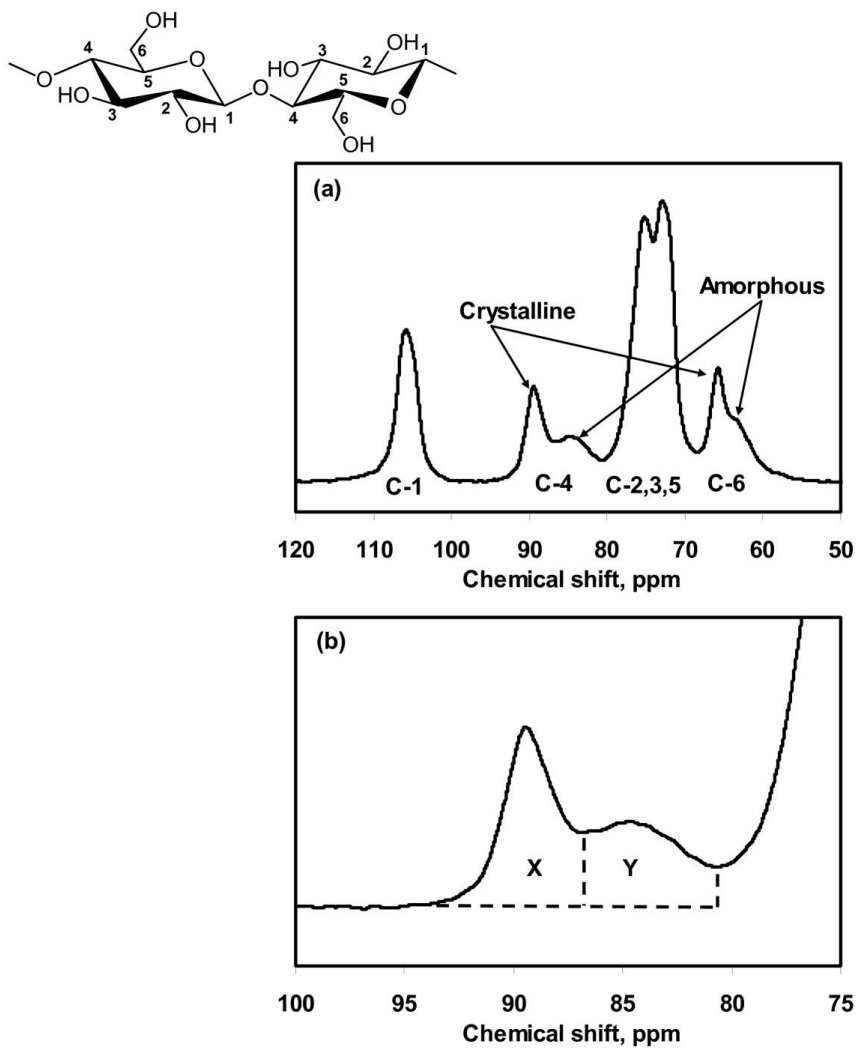 OH
6
4
O
O
5
HO
3
2
OH
1
O
3
HO
HO
2
1
5
4
O
6
OH
(a)
Crystalline
Amorphous
C-1
C-4
C-2,3,5
C-6
120 110 100 90 80 70 60 50
Chemical shift, ppm
(b)
X
Y
100 95 90 85 80 75
Chemical shift, ppm